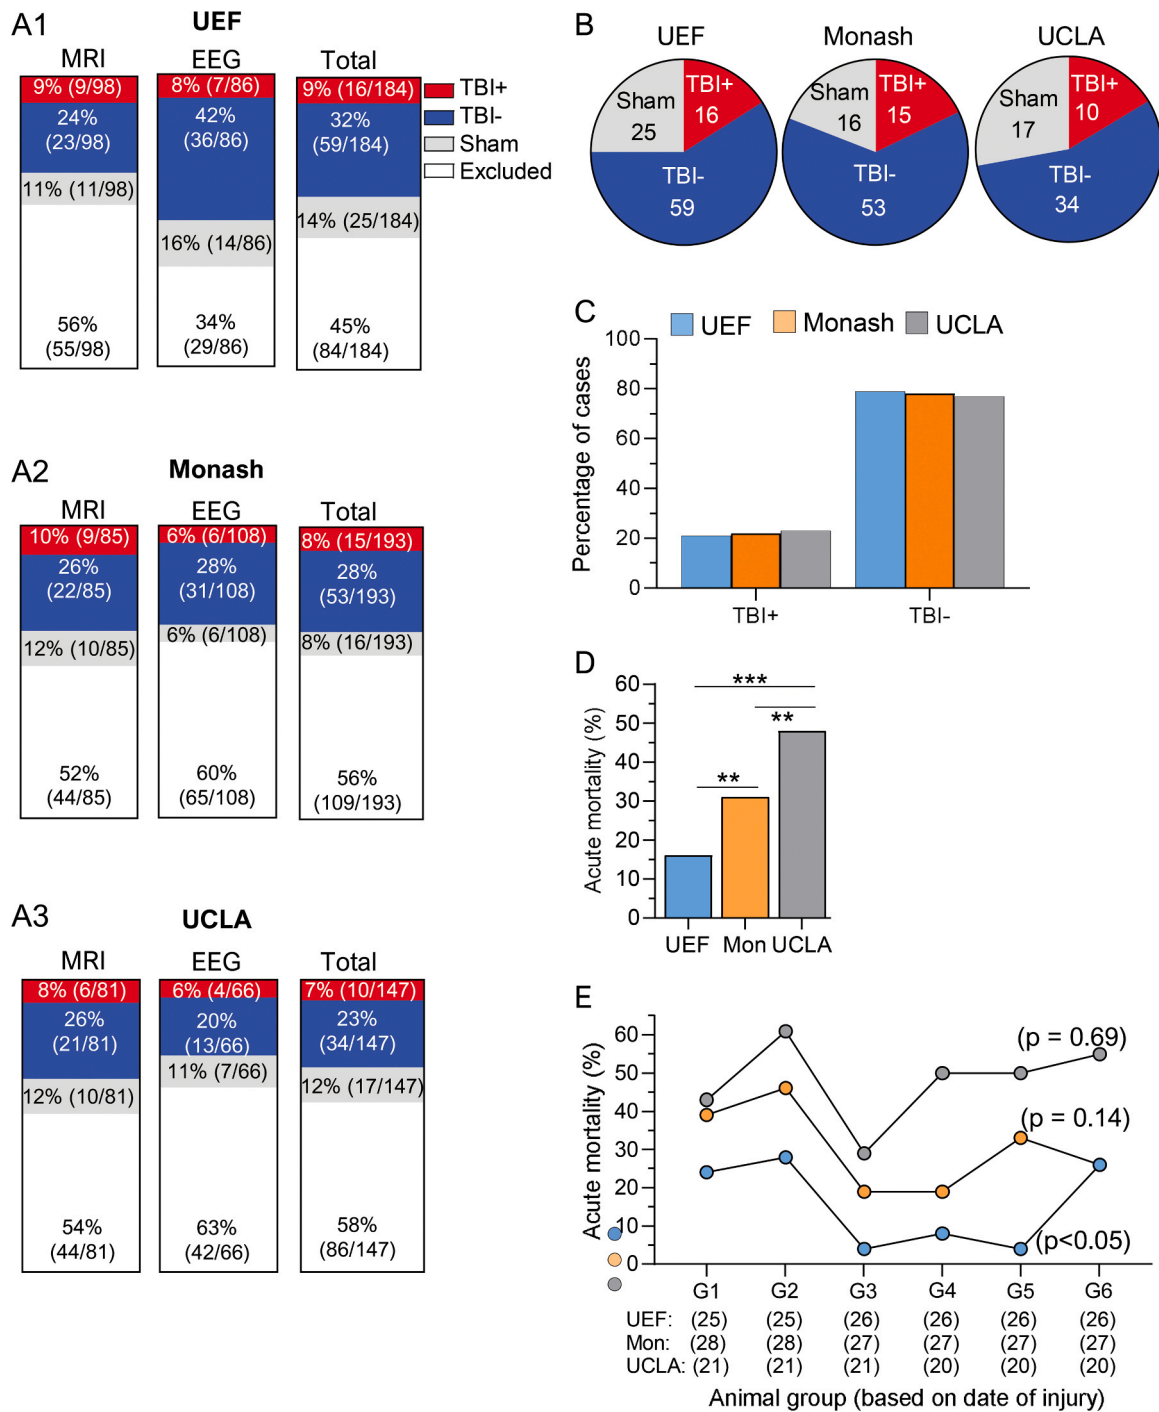 A1
UEF
MRI
EEG
Total
9% (9/98)
8% (7/86)
9% (16/184)
24%
(23/98)
42%
(36/86)
32%
(59/184)
11% (11/98)
16% (14/86)
14% (25/184)
56%
(55/98)
34%
(29/86)
45%
(84/184)
TBI+
TBI-
Sham
Excluded
A2
Monash
MRI
EEG
Total
10% (9/85)
6% (6/108)
8% (15/193)
26%
(22/85)
28%
(31/108)
28%
(53/193)
12% (10/85)
6% (6/108)
8% (16/193)
52%
(44/85)
60%
(65/108)
56%
(109/193)
A3
UCLA
MRI
EEG
Total
8% (6/81)
6% (4/66)
7% (10/147)
26%
(21/81)
20%
(13/66)
23%
(34/147)
12% (10/81)
11% (7/66)
12% (17/147)
54%
(44/81)
63%
(42/66)
58%
(86/147)
B
UEF
Monash
UCLA
Sham
25
TBI+
16
TBI-
59
Sham
16
TBI+
15
TBI-
53
Sham
17
TBI+
10
TBI-
34
C
UEF
Monash
UCLA
Percentage of cases
100
80
60
40
20
0
TBI+
TBI-
D
Acute mortality (%)
60
50
40
30
20
10
0
***
**
**
UEF
Mon
UCLA
E
Acute mortality (%)
60
50
40
30
20
10
0
(p = 0.69)
(p = 0.14)
(p<0.05)
G1 G2 G3 G4 G5 G6
UEF: (25) (25) (26) (26) (26) (26)
Mon: (28) (28) (27) (27) (27) (27)
UCLA: (21) (21) (21) (20) (20) (20)
Animal group (based on date of injury)